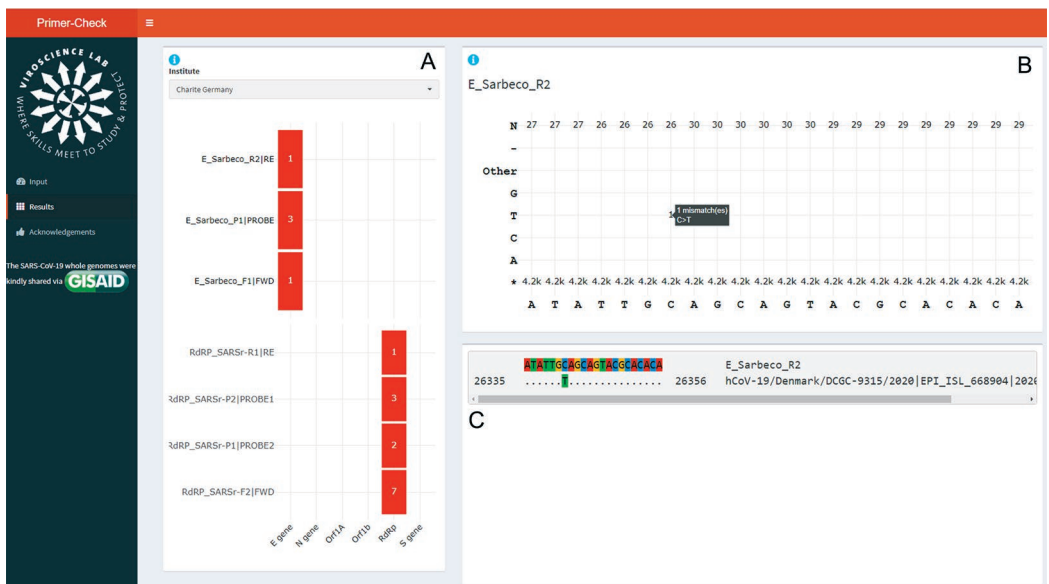 Primer-Check
VIROSCIENCE LAB
WHERE SKILLS MEET TO STUDY & PROTECT
Input
Results
Acknowledgements
The SARS-CoV-19 whole genomes were
kindly shared via GISAID
A
Institute
Charite Germany
E_Sarbeco_R2|RE 1
E_Sarbeco_P1|PROBE 3
E_Sarbeco_F1|FWD 1
RdRP_SARSr-R1|RE 1
RdRP_SARSr-P2|PROBE1 3
RdRP_SARSr-P1|PROBE2 2
RdRP_SARSr-F2|FWD 7
E gene N gene Orf1A Orf1b RdRp S gene
B
E_Sarbeco_R2
N 27 27 27 26 26 26 26 30 30 30 30 30 30 29 29 29 29 29 29 29 29 29
-
Other
G
T 1 1 mismatch(es)
C>T
C
A
* 4.2k 4.2k 4.2k 4.2k 4.2k 4.2k 4.2k 4.2k 4.2k 4.2k 4.2k 4.2k 4.2k 4.2k 4.2k 4.2k 4.2k 4.2k 4.2k 4.2k 4.2k 4.2k
A T A T T G C A G C A G T A C G C A C A C A
ATATTGCAGCAGTACGCACACA E_Sarbeco_R2
26335 ......T............... 26356 hCoV-19/Denmark/DCGC-9315/2020|EPI_ISL_668904|202
C